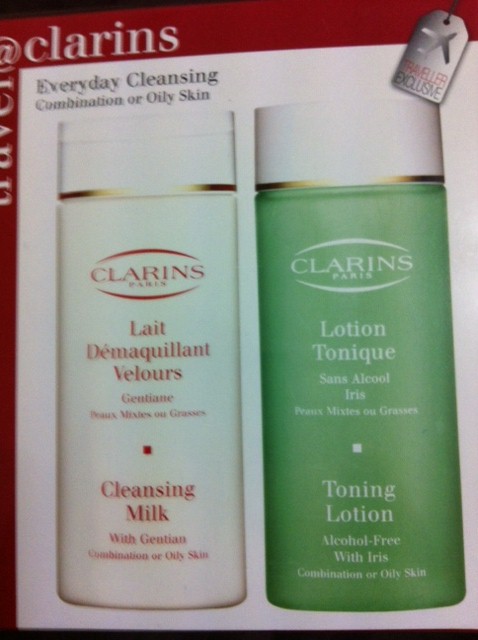 travel@clarins
TRAVELLER
EXCLUSIVE
Everyday Cleansing
Combination or Oily Skin
CLARINS
PARIS
Lait
Démaquillant
Velours
Gentiane
Peaux Mixtes ou Grasses
Cleansing
Milk
With Gentian
Combination or Oily Skin
CLARINS
PARIS
Lotion
Tonique
Sans Alcool
Iris
Peaux Mixtes ou Grasses
Toning
Lotion
Alcohol-Free
With Iris
Combination or Oily Skin